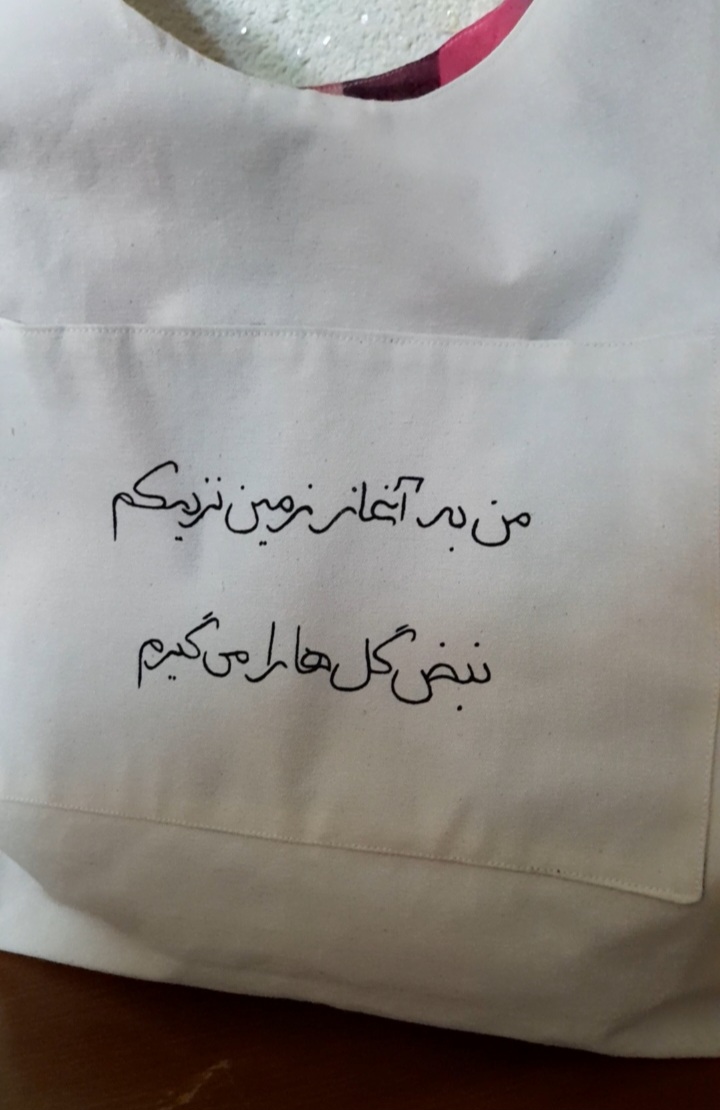 من به آغاز زمین نزدیکم
نبض گل ها را می گیرم